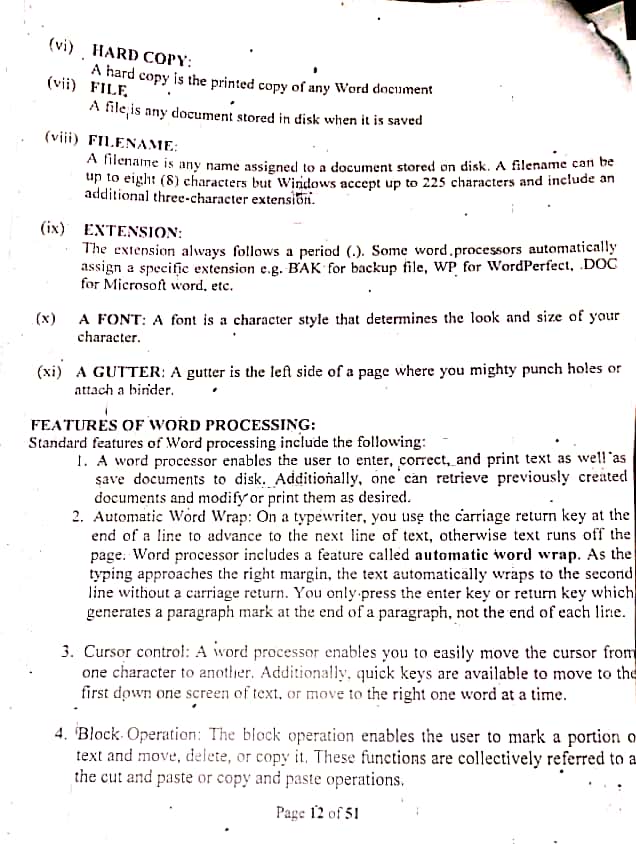 (vi) HARD COPY:
A hard copy is the printed copy of any Word document
(vii) FILE
A file is any document stored in disk when it is saved
(viii) FILENAME:
A filename is any name assigned to a document stored on disk. A filename can be
up to eight (8) characters but Windows accept up to 225 characters and include an
additional three-character extension.
(ix) EXTENSION:
The extension always follows a period (.). Some word processors automatically
assign a specific extension e.g. BAK for backup file, WP for WordPerfect, .DOC
for Microsoft word, etc.
(x) A FONT: A font is a character style that determines the look and size of your
character.
(xi) A GUTTER: A gutter is the left side of a page where you mighty punch holes or
attach a binder.
FEATURES OF WORD PROCESSING:
Standard features of Word processing include the following:
1. A word processor enables the user to enter, correct, and print text as well as
save documents to disk. Additionally, one can retrieve previously created
documents and modify or print them as desired.
2. Automatic Word Wrap: On a typewriter, you use the carriage return key at the
end of a line to advance to the next line of text, otherwise text runs off the
page. Word processor includes a feature called automatic word wrap. As the
typing approaches the right margin, the text automatically wraps to the second
line without a carriage return. You only press the enter key or return key which
generates a paragraph mark at the end of a paragraph, not the end of each line.
3. Cursor control: A word processor enables you to easily move the cursor from
one character to another. Additionally, quick keys are available to move to the
first down one screen of text, or move to the right one word at a time.
4. Block Operation: The block operation enables the user to mark a portion o
text and move, delete, or copy it. These functions are collectively referred to a
the cut and paste or copy and paste operations.
Page 12 of 51